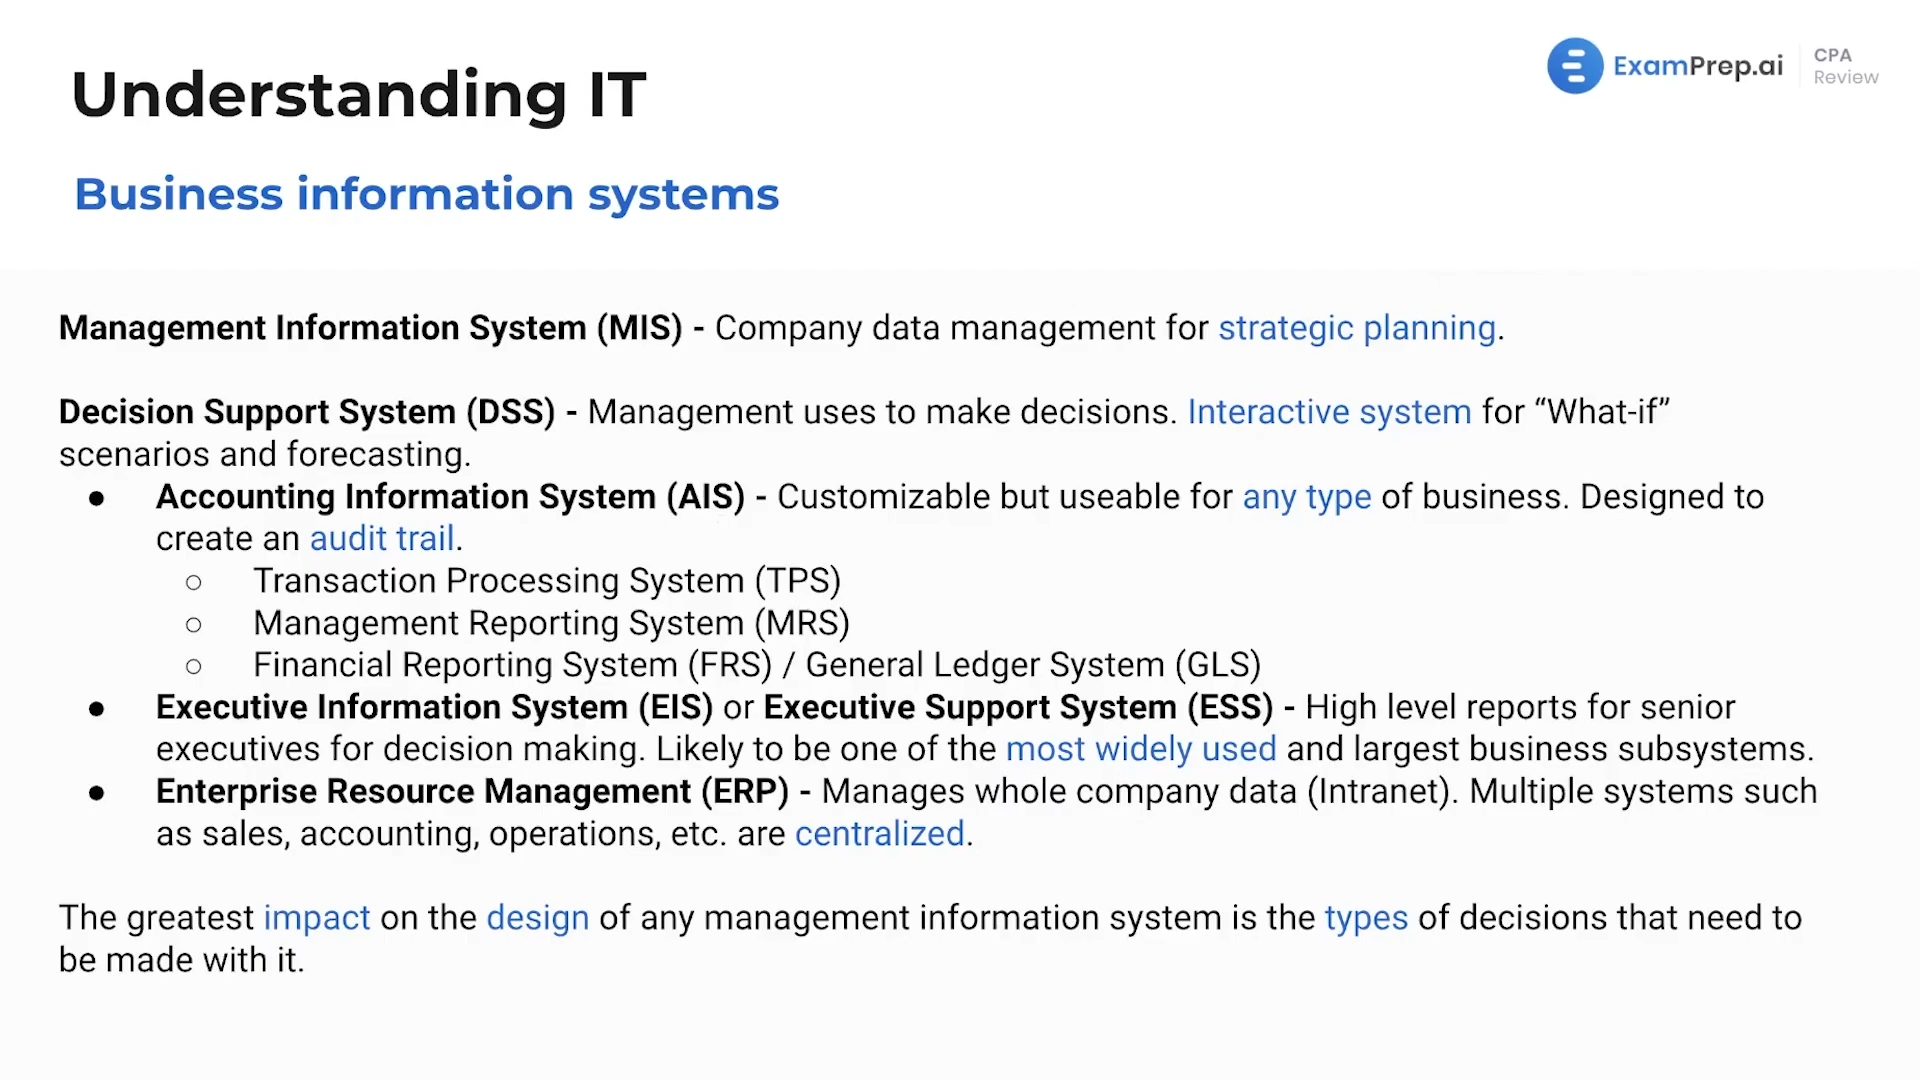 Understanding IT
ExamPrep.ai
CPA
Review
Business information systems
Management Information System (MIS) - Company data management for strategic planning.
Decision Support System (DSS) - Management uses to make decisions. Interactive system for “What-if”
scenarios and forecasting.
● Accounting Information System (AIS) - Customizable but useable for any type of business. Designed to
create an audit trail.
○ Transaction Processing System (TPS)
○ Management Reporting System (MRS)
○ Financial Reporting System (FRS) / General Ledger System (GLS)
● Executive Information System (EIS) or Executive Support System (ESS) - High level reports for senior
executives for decision making. Likely to be one of the most widely used and largest business subsystems.
● Enterprise Resource Management (ERP) - Manages whole company data (Intranet). Multiple systems such
as sales, accounting, operations, etc. are centralized.
The greatest impact on the design of any management information system is the types of decisions that need to
be made with it.